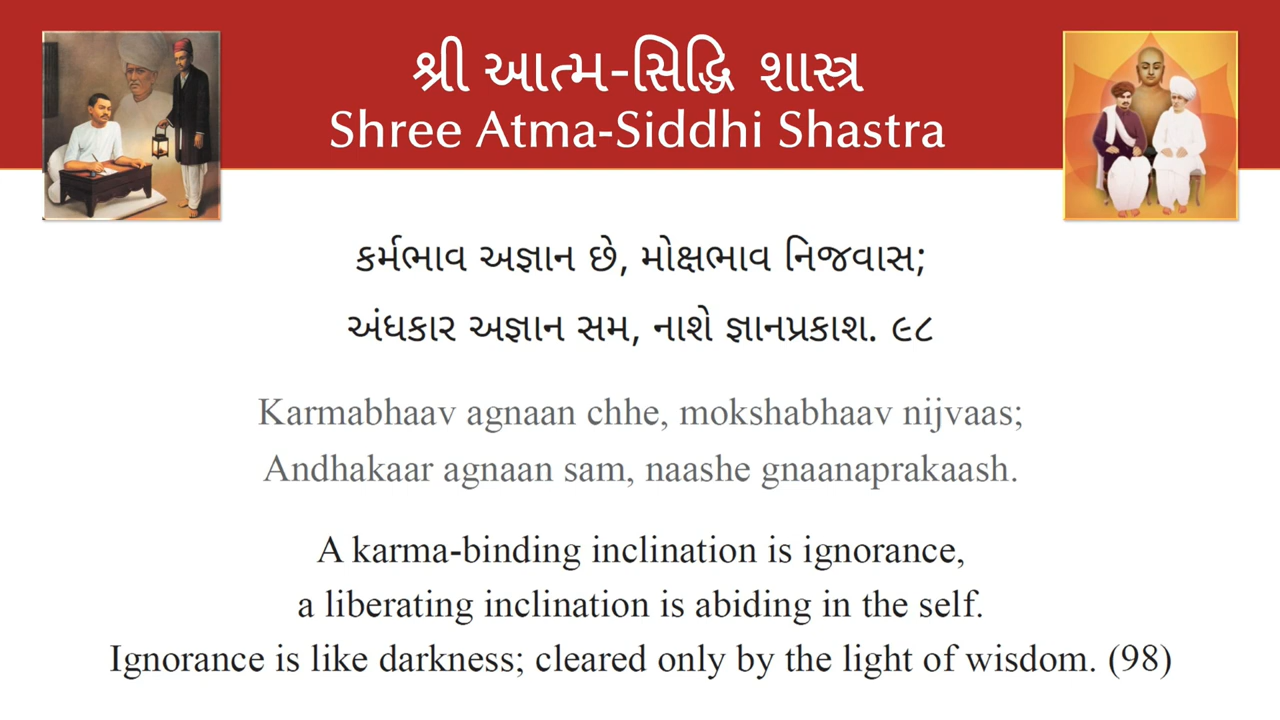 શ્રી આત્મ-સિદ્ધિ શાસ્ત્ર
Shree Atma-Siddhi Shastra
કર્મભાવ અજ્ઞાન છે, મોક્ષભાવ નિજવાસ;
અંધકાર અજ્ઞાન સમ, નાશે જ્ઞાનપ્રકાશ. ૯૮
Karmabhaav agnaan chhe, mokshabhaav nijvaas;
Andhakaar agnaan sam, naashe gnaanaprakaash.
A karma-binding inclination is ignorance,
a liberating inclination is abiding in the self.
Ignorance is like darkness; cleared only by the light of wisdom. (98)